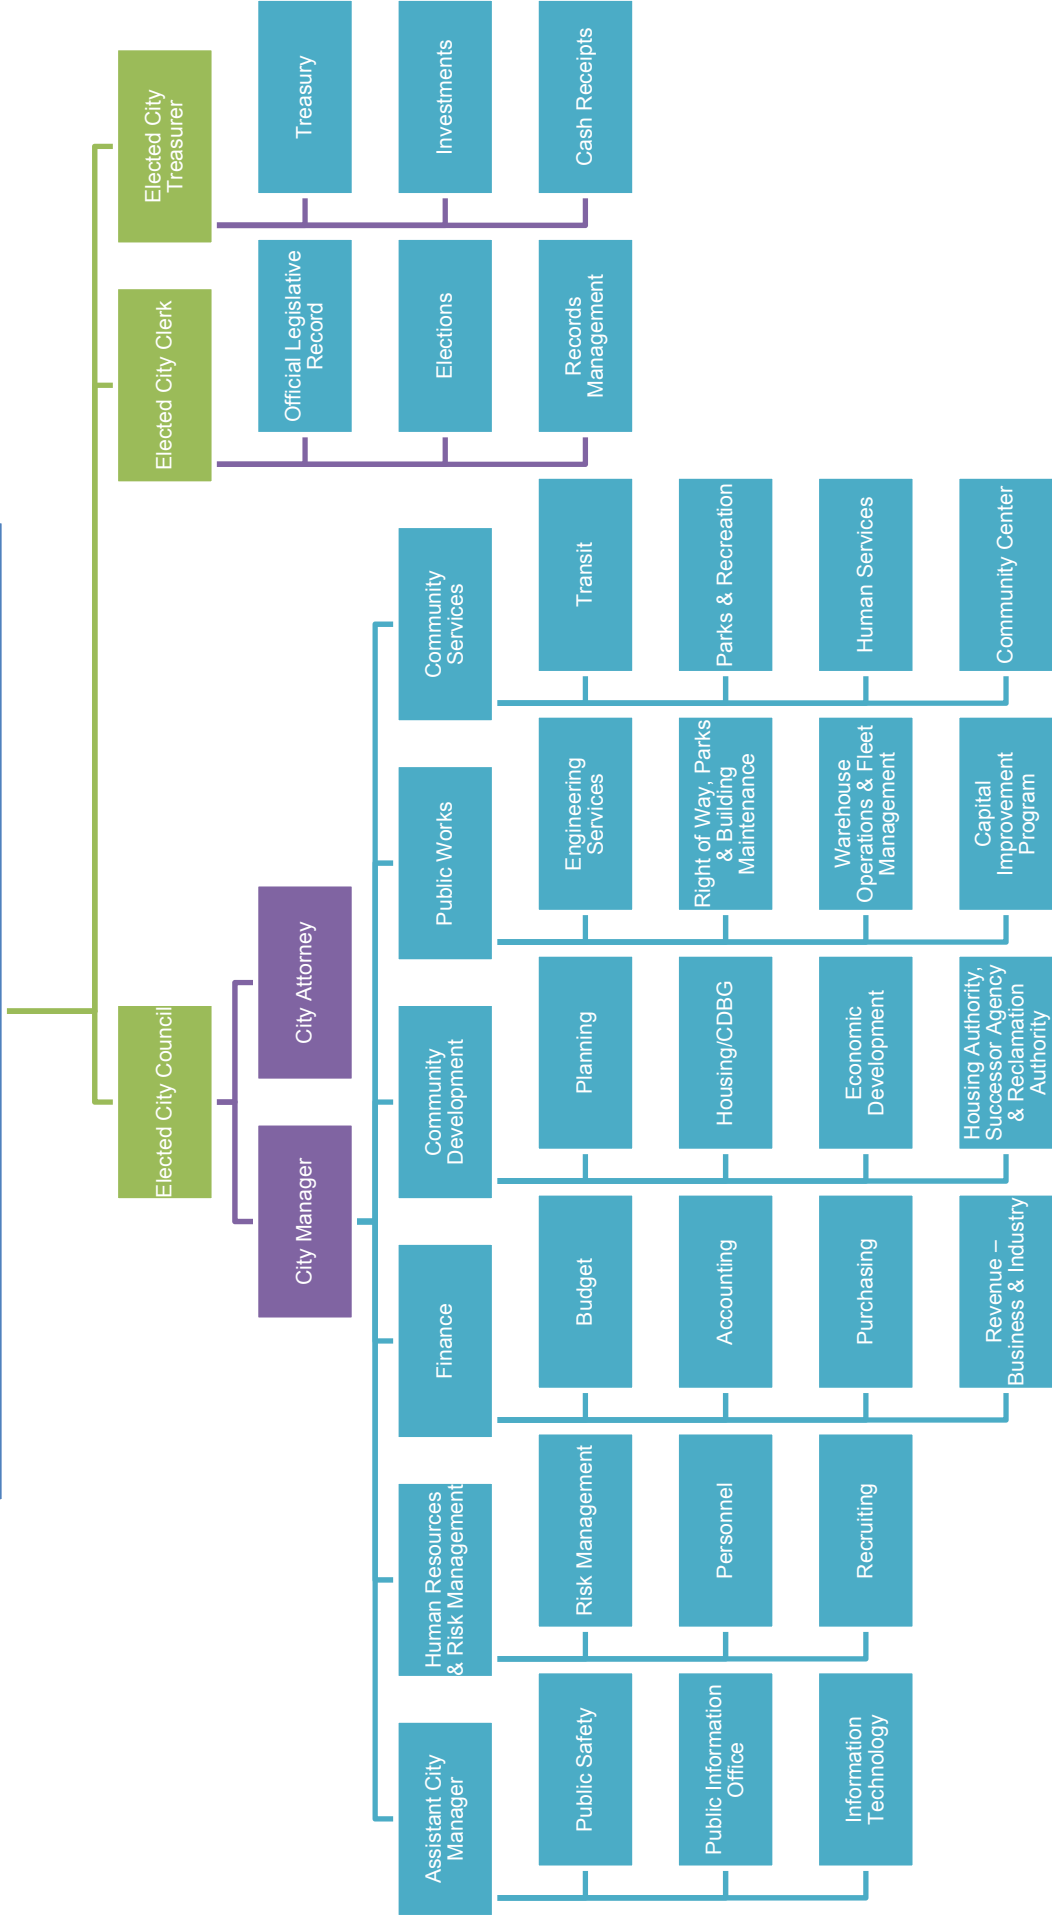 Elected City Council
Elected City Clerk
Elected City
Treasurer
City Manager
City Attorney
Official Legislative
Record
Elections
Records
Management
Treasury
Investments
Cash Receipts
Assistant City
Manager
Public Safety
Public Information
Office
Information
Technology
Human Resources
& Risk Management
Risk Management
Personnel
Recruiting
Finance
Budget
Accounting
Purchasing
Revenue –
Business & Industry
Community
Development
Planning
Housing/CDBG
Economic
Development
Housing Authority,
Successor Agency
& Reclamation
Authority
Public Works
Engineering
Services
Right of Way, Parks
& Building
Maintenance
Warehouse
Operations & Fleet
Management
Capital
Improvement
Program
Community
Services
Transit
Parks & Recreation
Human Services
Community Center